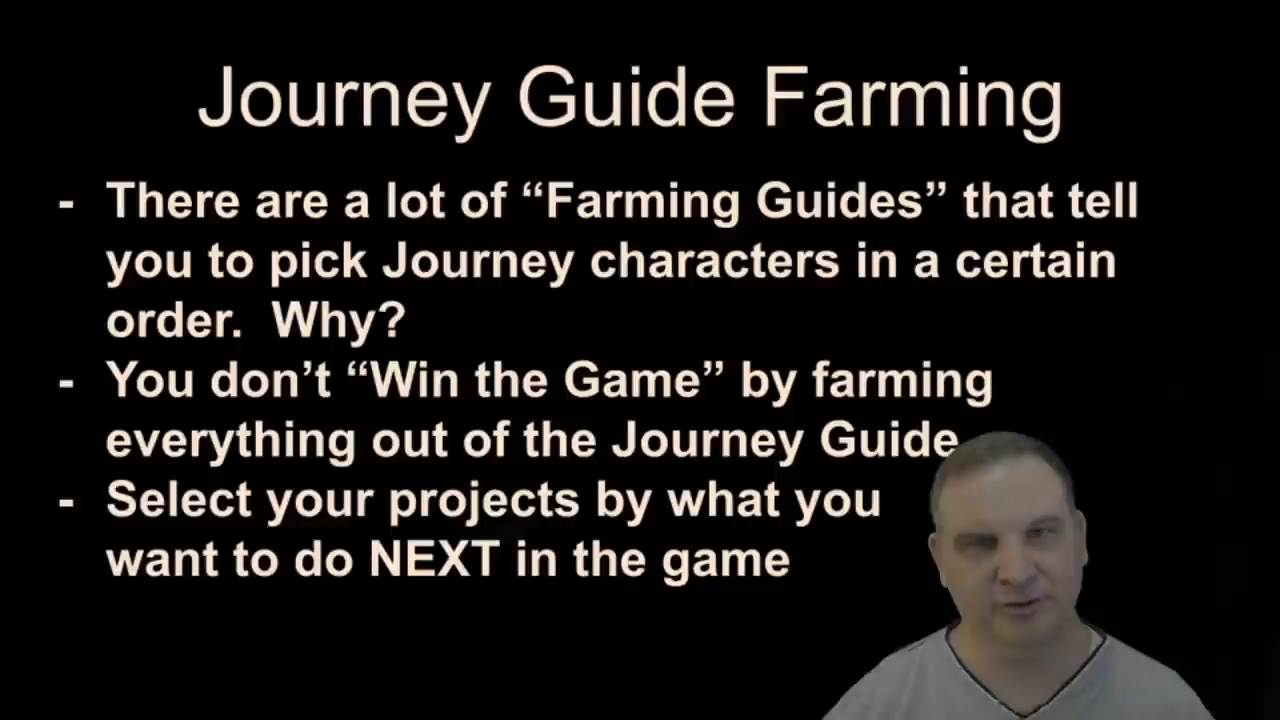 Journey Guide Farming
- There are a lot of “Farming Guides” that tell
you to pick Journey characters in a certain
order.  Why?
- You don’t “Win the Game” by farming
everything out of the Journey Guide
- Select your projects by what you
want to do NEXT in the game